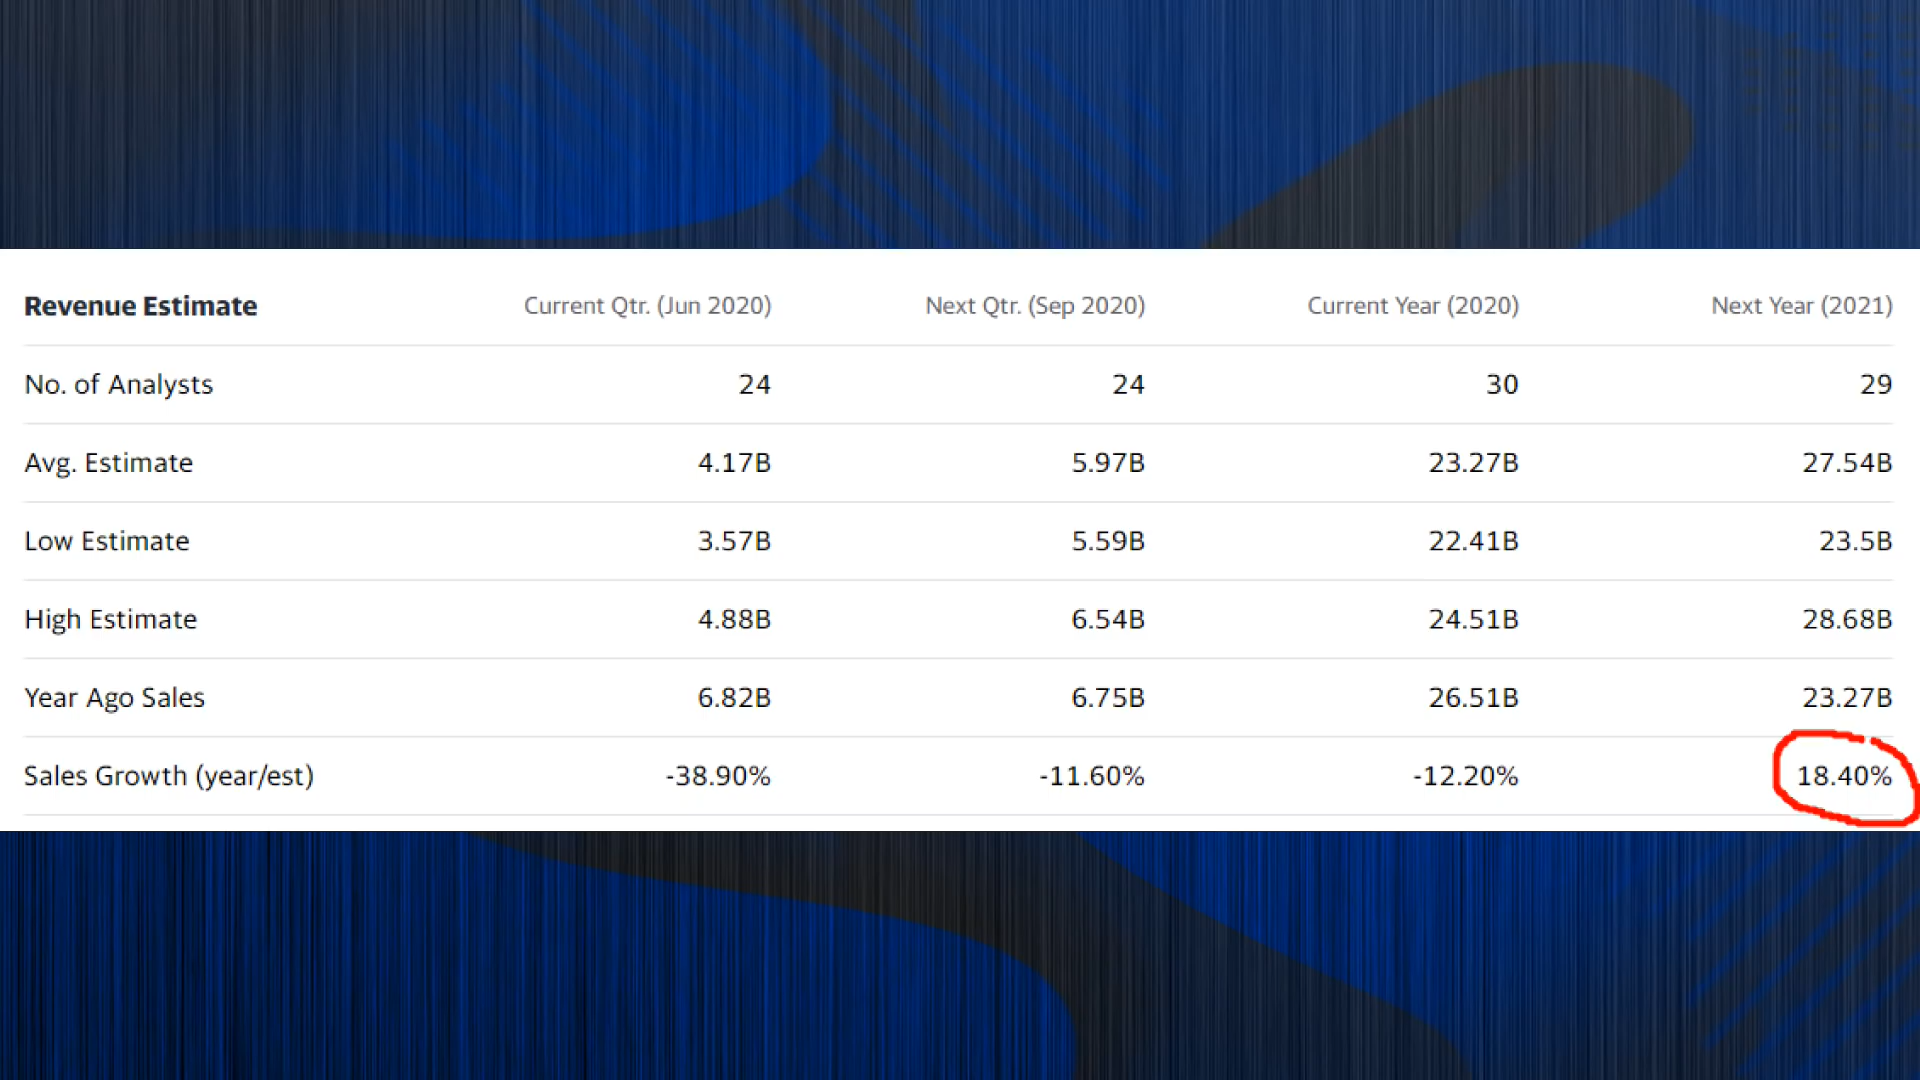 Revenue Estimate Current Qtr. (Jun 2020) Next Qtr. (Sep 2020) Current Year (2020) Next Year (2021)
No. of Analysts 24 24 30 29
Avg. Estimate 4.17B 5.97B 23.27B 27.54B
Low Estimate 3.57B 5.59B 22.41B 23.5B
High Estimate 4.88B 6.54B 24.51B 28.68B
Year Ago Sales 6.82B 6.75B 26.51B 23.27B
Sales Growth (year/est) -38.90% -11.60% -12.20% 18.40%